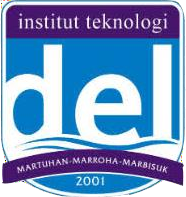 institut teknologi
del
MARTUHAN-MARROHA-MARBISUK
2001